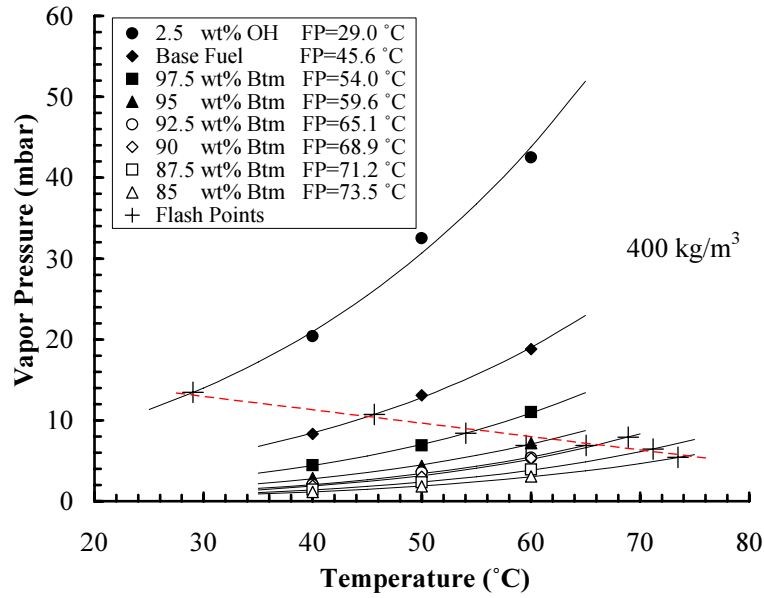 60
50
40
30
20
10
0
Vapor Pressure (mbar)
2.5 wt% OH FP=29.0 ˚C
Base Fuel FP=45.6 ˚C
97.5 wt% Btm FP=54.0 ˚C
95 wt% Btm FP=59.6 ˚C
92.5 wt% Btm FP=65.1 ˚C
90 wt% Btm FP=68.9 ˚C
87.5 wt% Btm FP=71.2 ˚C
85 wt% Btm FP=73.5 ˚C
Flash Points
400 kg/m³
20 30 40 50 60 70 80
Temperature (˚C)